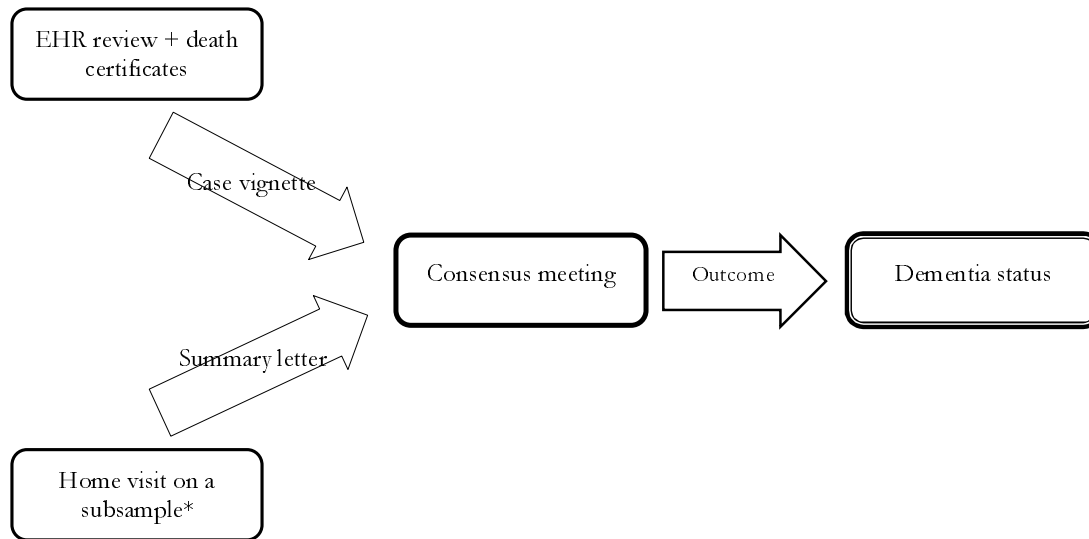 EHR review + death
certificates
Case vignette
Consensus meeting
Outcome
Dementia status
Summary letter
Home visit on a
subsample*